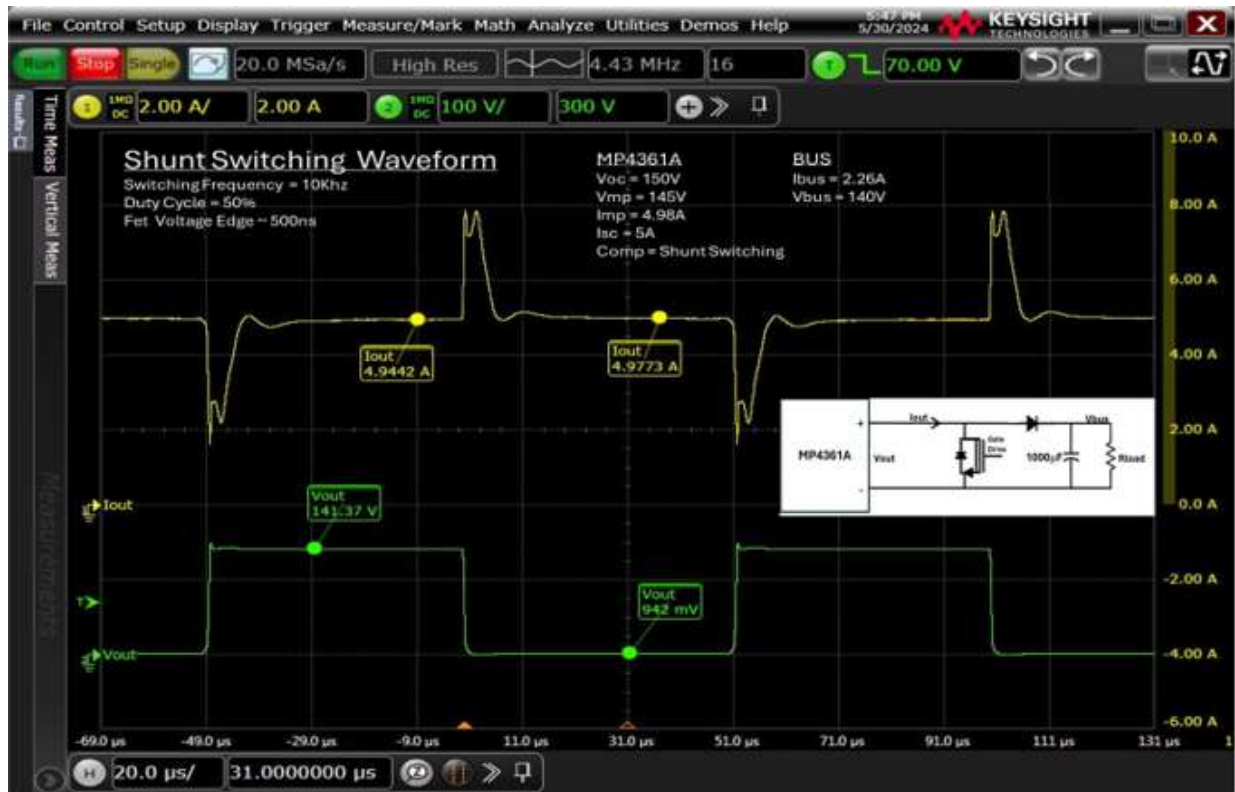 File Control Setup Display Trigger Measure/Mark Math Analyze Utilities Demos Help
5:47 PM
5/30/2024
KEYSIGHT
TECHNOLOGIES
Run Stop Single 20.0 MSa/s High Res 4.43 MHz 16 T 70.00 V
1 1MΩ DC 2.00 A/ 2.00 A 2 1MΩ DC 100 V/ 300 V
Results
Time Meas
Vertical Meas
Measurements
Shunt Switching Waveform
Switching Frequency = 10Khz
Duty Cycle = 50%
Fet Voltage Edge ~ 500ns
MP4361A
Voc = 150V
Vmp = 145V
Imp = 4.98A
Isc = 5A
Comp = Shunt Switching
BUS
Ibus = 2.26A
Vbus = 140V
10.0 A
8.00 A
6.00 A
4.00 A
2.00 A
0.0 A
-2.00 A
-4.00 A
-6.00 A
Iout
4.9442 A
Iout
4.9773 A
Iout
Vout
141.37 V
Vout
942 mV
T
Vout
MP4361A
+
-
Iout
Vout
Gate
Drive
1000μF
Vbus
Rload
-69.0 μs -49.0 μs -29.0 μs -9.0 μs 11.0 μs 31.0 μs 51.0 μs 71.0 μs 91.0 μs 111 μs 131 μs 1
H 20.0 μs/ 31.0000000 μs